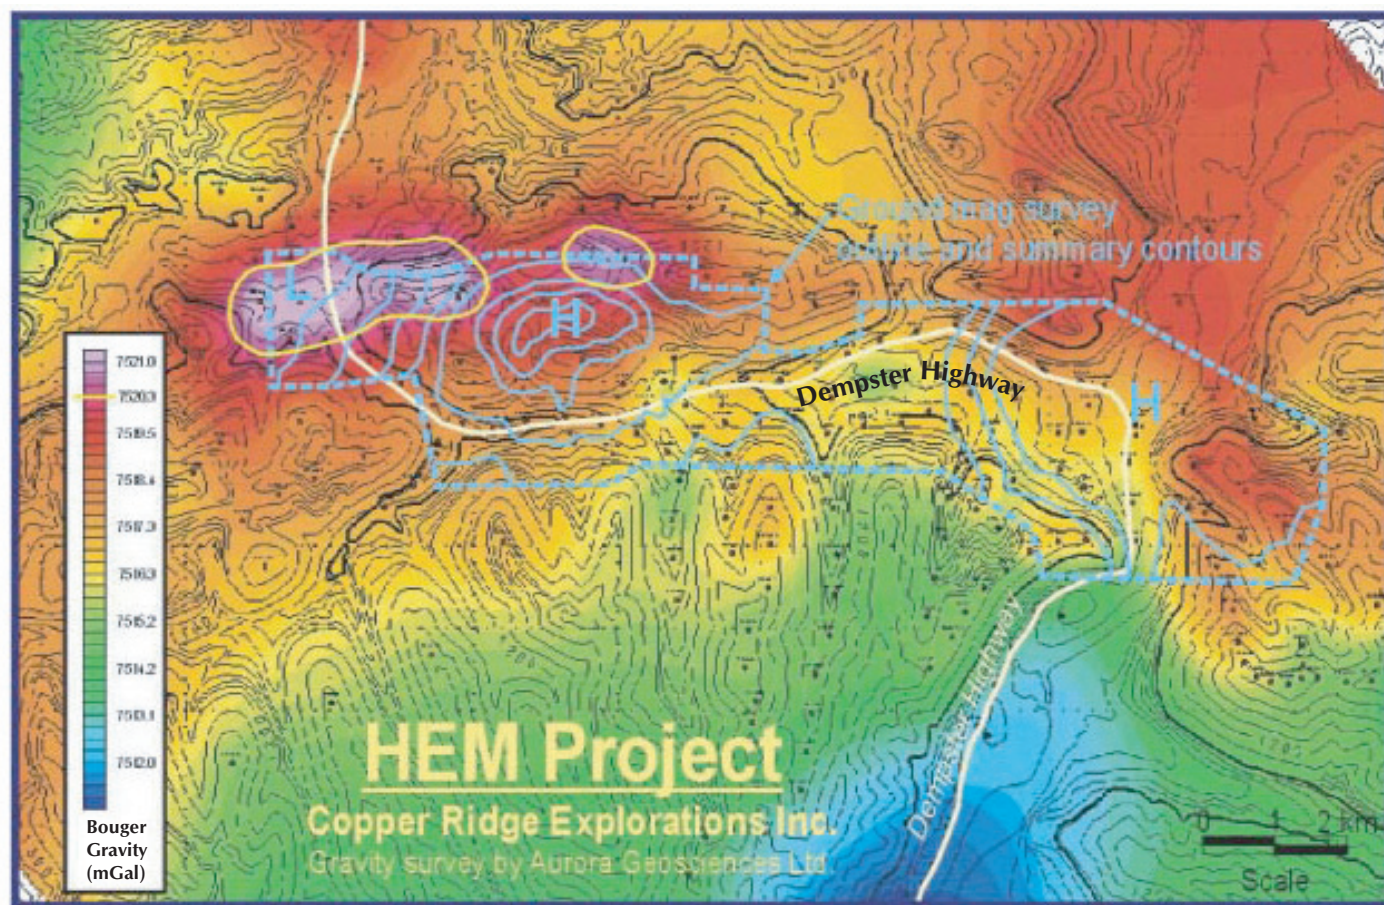 Ground mag survey
outline and summary contours
L
H
H
Dempster Highway
7521.0
7520.3
7519.5
7518.4
7517.3
7516.3
7515.2
7514.2
7513.1
7512.0
Bouger
Gravity
(mGal)
Dempster Highway
HEM Project
Copper Ridge Explorations Inc.
Gravity survey by Aurora Geosciences Ltd.
0 1 2 km
Scale